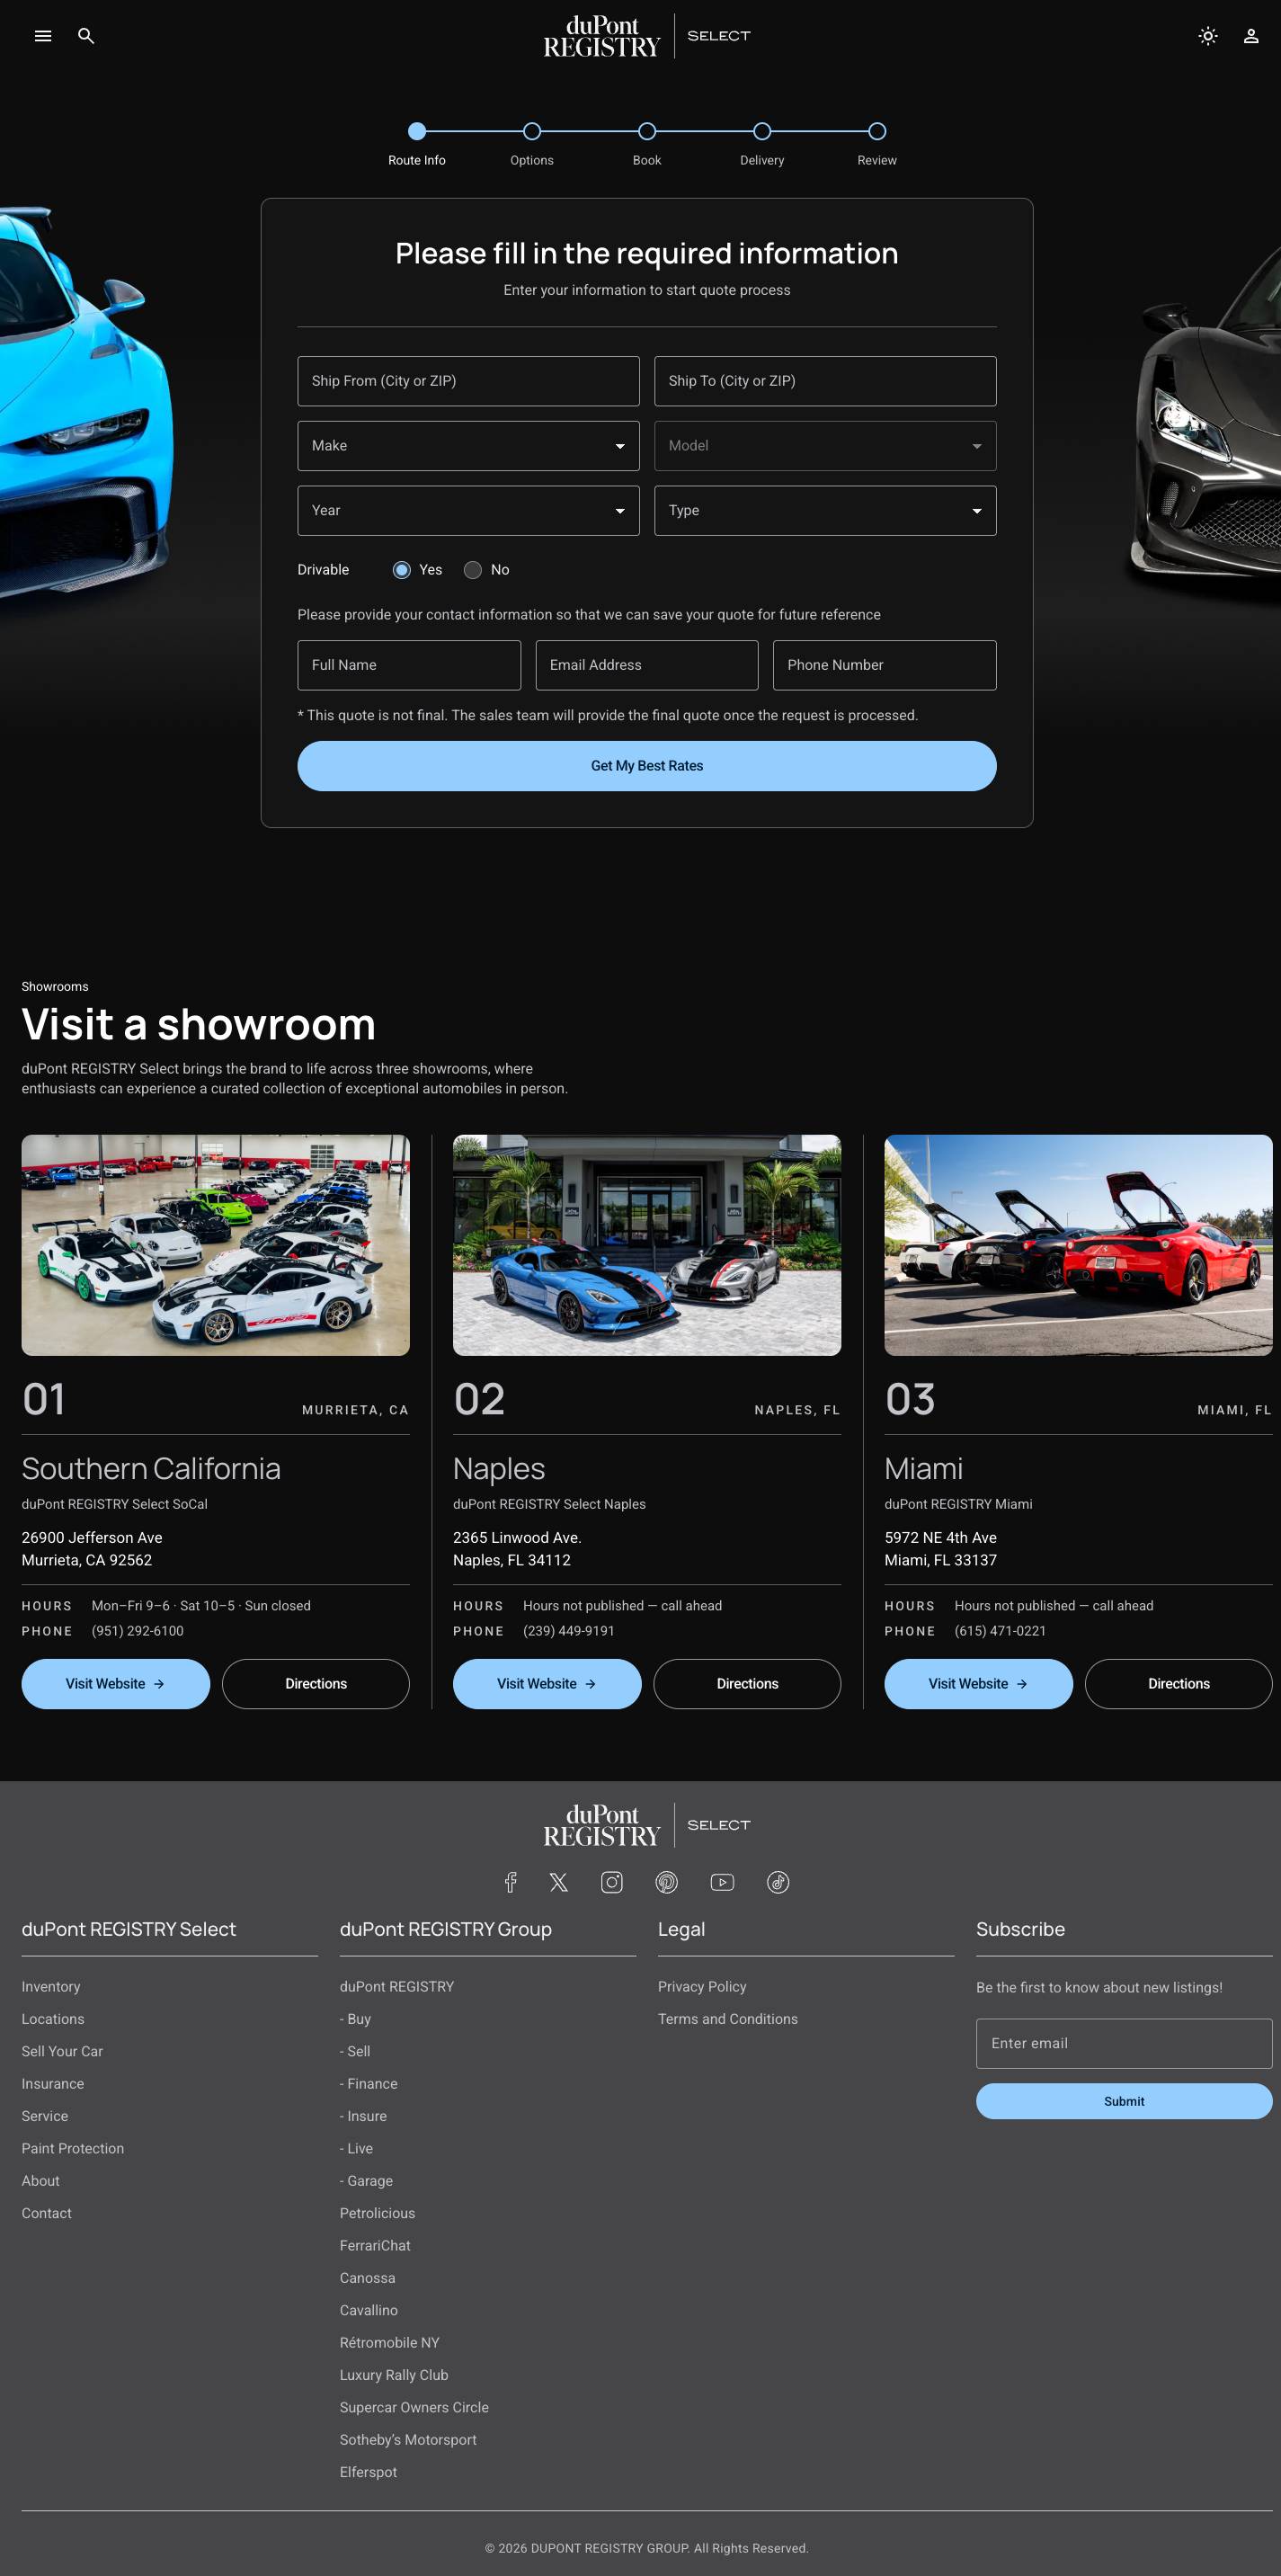 duPont
REGISTRY
SELECT
Route Info
Options
Book
Delivery
Review
Please fill in the required information
Enter your information to start quote process
Ship From (City or ZIP)
Ship To (City or ZIP)
Make
Model
Year
Type
Drivable
Yes
No
Please provide your contact information so that we can save your quote for future reference
Full Name
Email Address
Phone Number
* This quote is not final. The sales team will provide the final quote once the request is processed.
Get My Best Rates
Showrooms
Visit a showroom
duPont REGISTRY Select brings the brand to life across three showrooms, where
enthusiasts can experience a curated collection of exceptional automobiles in person.
01
MURRIETA, CA
Southern California
duPont REGISTRY Select SoCal
26900 Jefferson Ave
Murrieta, CA 92562
HOURS Mon–Fri 9–6 · Sat 10–5 · Sun closed
PHONE (951) 292-6100
Visit Website
Directions
02
NAPLES, FL
Naples
duPont REGISTRY Select Naples
2365 Linwood Ave.
Naples, FL 34112
HOURS Hours not published — call ahead
PHONE (239) 449-9191
Visit Website
Directions
03
MIAMI, FL
Miami
duPont REGISTRY Miami
5972 NE 4th Ave
Miami, FL 33137
HOURS Hours not published — call ahead
PHONE (615) 471-0221
Visit Website
Directions
duPont
REGISTRY
SELECT
duPont REGISTRY Select
Inventory
Locations
Sell Your Car
Insurance
Service
Paint Protection
About
Contact
duPont REGISTRY Group
duPont REGISTRY
- Buy
- Sell
- Finance
- Insure
- Live
- Garage
Petrolicious
FerrariChat
Canossa
Cavallino
Rétromobile NY
Luxury Rally Club
Supercar Owners Circle
Sotheby’s Motorsport
Elferspot
Legal
Privacy Policy
Terms and Conditions
Subscribe
Be the first to know about new listings!
Enter email
Submit
© 2026 DUPONT REGISTRY GROUP. All Rights Reserved.